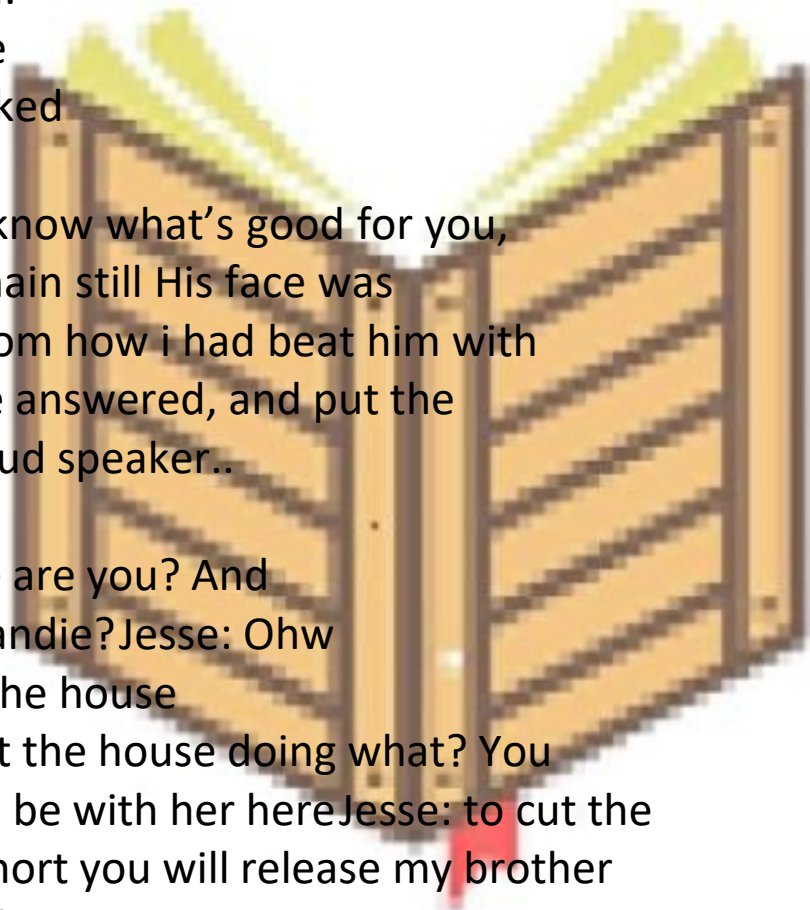 e
ked
know what's good for you,
ain still His face was
om how i had beat him with
e answered, and put the
ud speaker..
are you? And
andie?Jesse: Ohw
he house
t the house doing what? You
be with her hereJesse: to cut the
hort you will release my brother